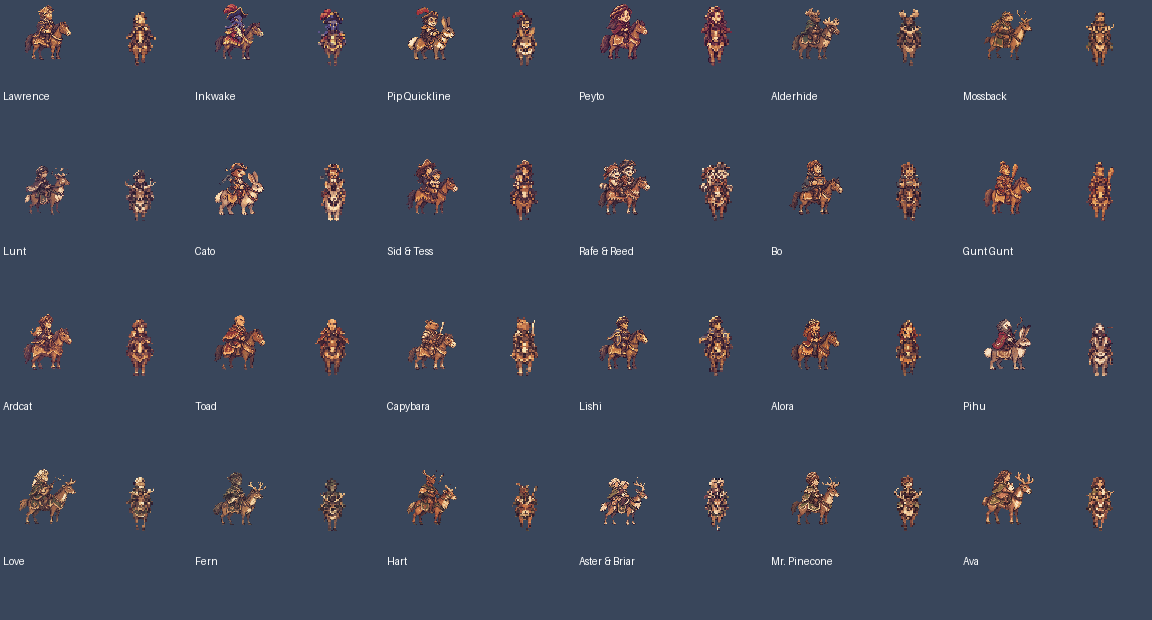 Lawrence
Inkwake
Pip Quickline
Peyto
Alderhide
Mossback
Lunt
Cato
Sid & Tess
Rafe & Reed
Bo
Gunt Gunt
Ardcat
Toad
Capybara
Lishi
Alora
Pihu
Love
Fern
Hart
Aster & Briar
Mr. Pinecone
Ava